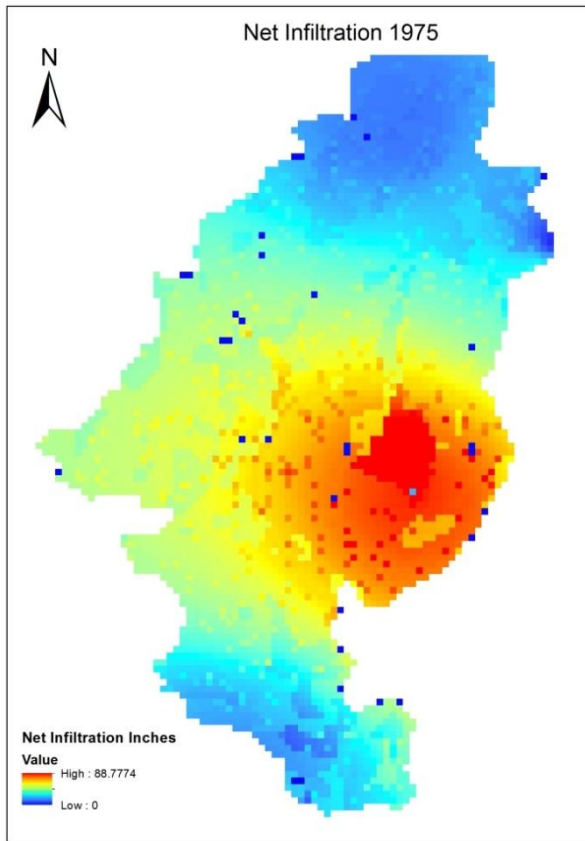 Net Infiltration 1975
N
Net Infiltration Inches
Value
High : 88.7774
Low : 0